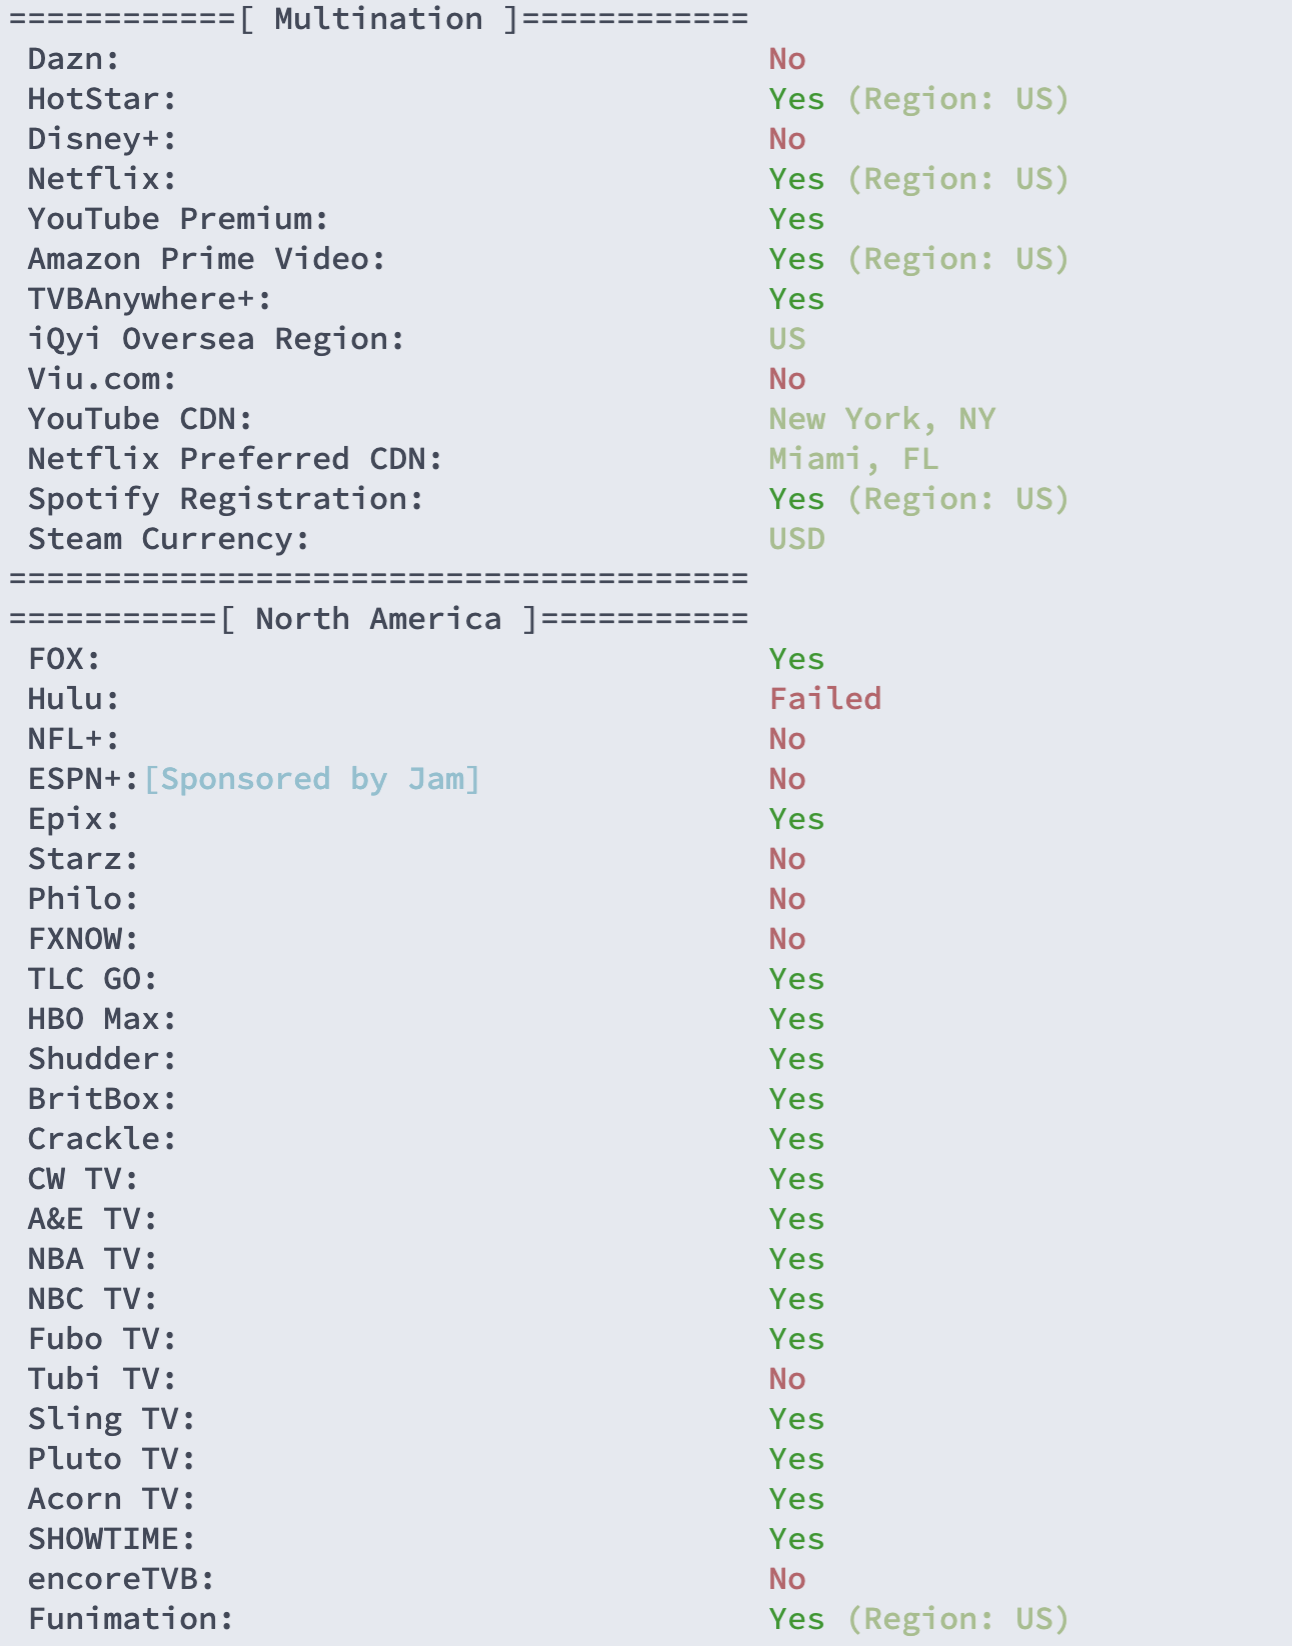 ============[ Multination ]============
Dazn: No
HotStar: Yes (Region: US)
Disney+: No
Netflix: Yes (Region: US)
YouTube Premium: Yes
Amazon Prime Video: Yes (Region: US)
TVBAnywhere+: Yes
iQyi Oversea Region: US
Viu.com: No
YouTube CDN: New York, NY
Netflix Preferred CDN: Miami, FL
Spotify Registration: Yes (Region: US)
Steam Currency: USD
=======================================
===========[ North America ]===========
FOX: Yes
Hulu: Failed
NFL+: No
ESPN+:[Sponsored by Jam] No
Epix: Yes
Starz: No
Philo: No
FXNOW: No
TLC GO: Yes
HBO Max: Yes
Shudder: Yes
BritBox: Yes
Crackle: Yes
CW TV: Yes
A&E TV: Yes
NBA TV: Yes
NBC TV: Yes
Fubo TV: Yes
Tubi TV: No
Sling TV: Yes
Pluto TV: Yes
Acorn TV: Yes
SHOWTIME: Yes
encoreTVB: No
Funimation: Yes (Region: US)